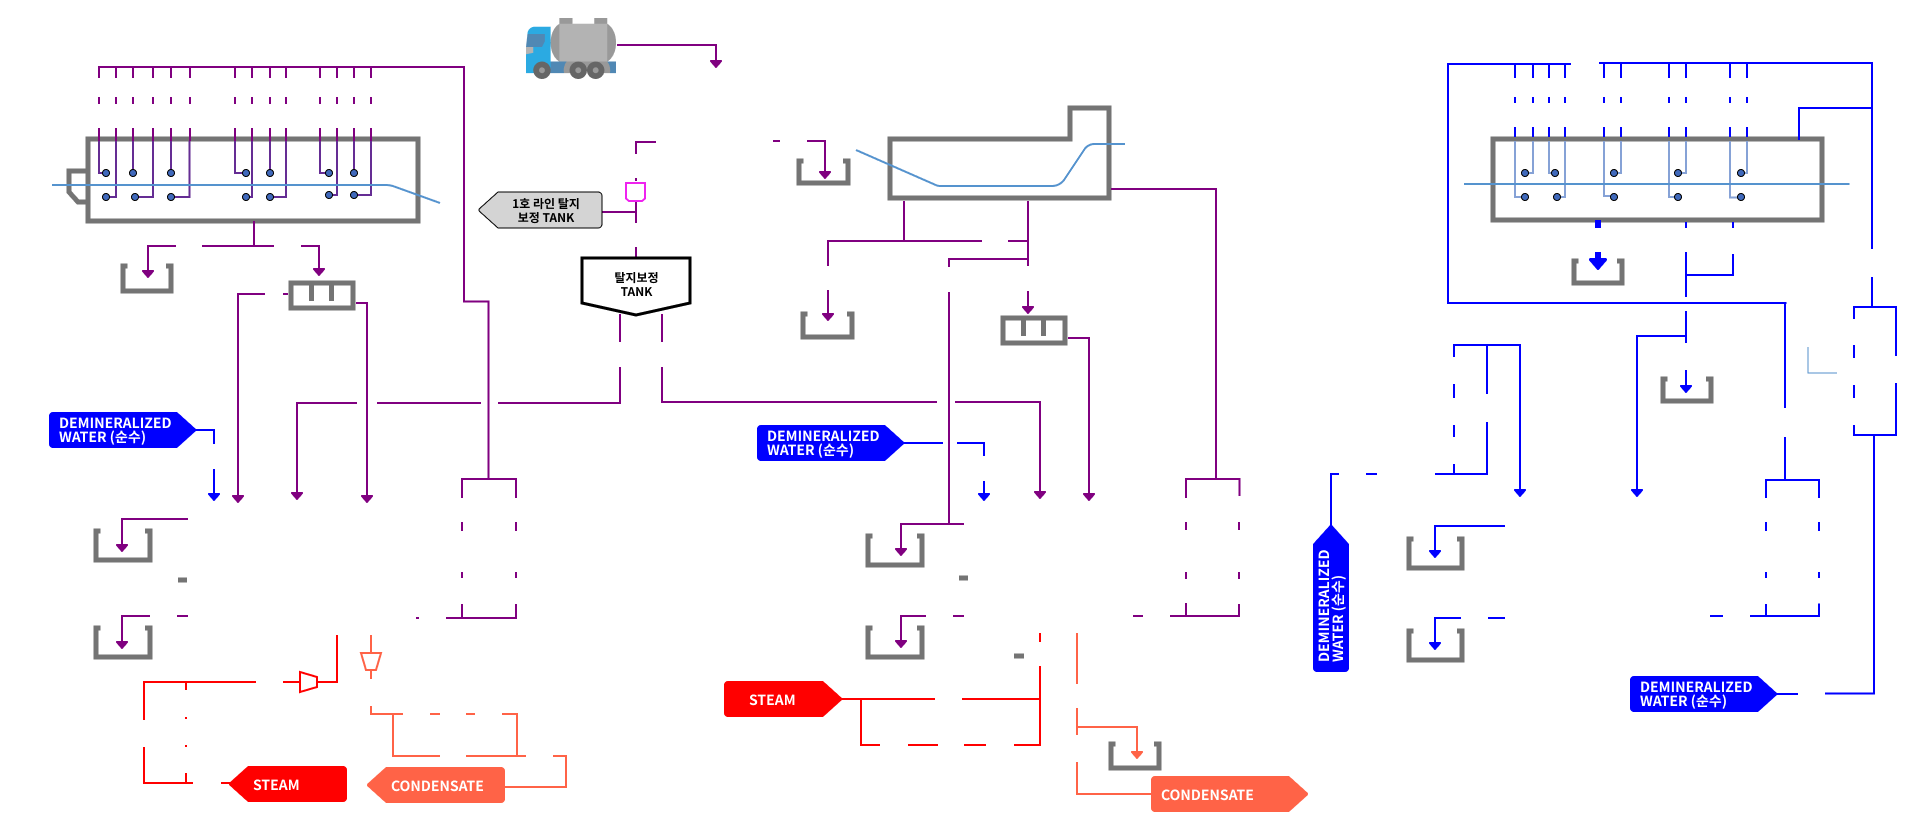 1호 라인 탈지
보정 TANK
탈지보정
TANK
DEMINERALIZED
WATER (순수)
DEMINERALIZED
WATER (순수)
DEMINERALIZED
WATER (순수)
DEMINERALIZED
WATER (순수)
STEAM
STEAM
CONDENSATE
CONDENSATE